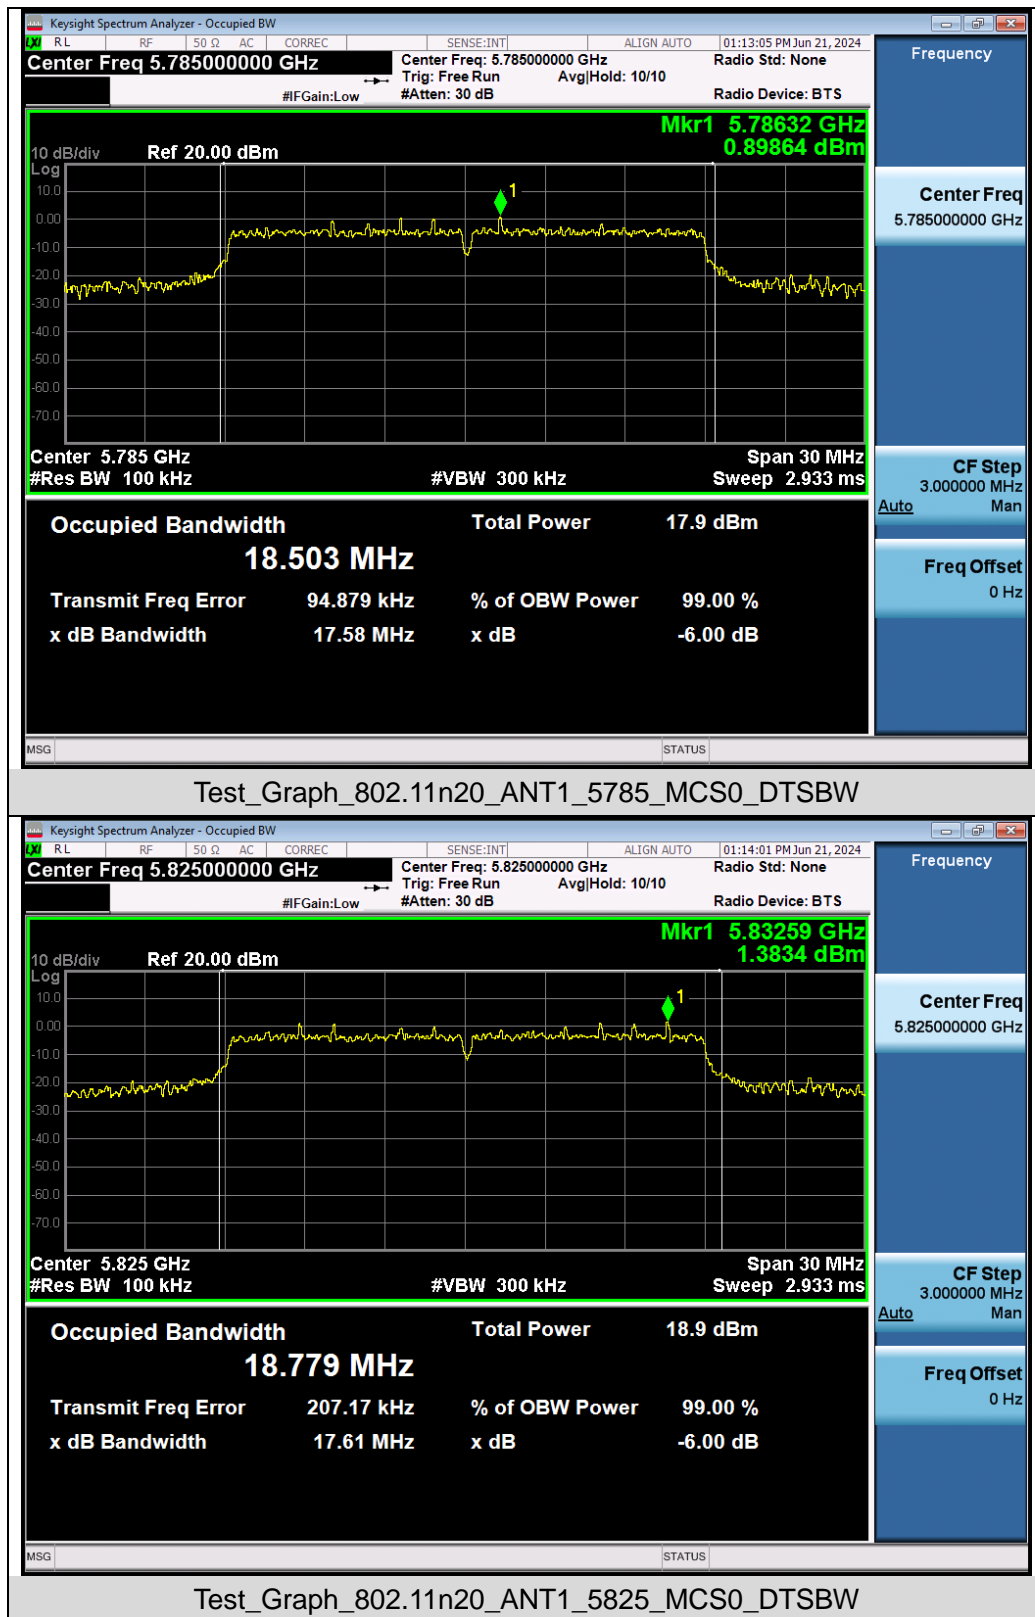 Keysight Spectrum Analyzer - Occupied BW
LXI RL RF 50 Ω AC CORREC SENSE:INT ALIGN AUTO 01:13:05 PM Jun 21, 2024
Center Freq 5.785000000 GHz Center Freq: 5.785000000 GHz Radio Std: None
Trig: Free Run Avg|Hold: 10/10
#IFGain:Low #Atten: 30 dB Radio Device: BTS
Frequency
Mkr1 5.78632 GHz
0.89864 dBm
10 dB/div Ref 20.00 dBm
Log
10.0
0.00
-10.0
-20.0
-30.0
-40.0
-50.0
-60.0
-70.0
1
Center 5.785 GHz Span 30 MHz
#Res BW 100 kHz #VBW 300 kHz Sweep 2.933 ms
Center Freq
5.785000000 GHz
CF Step
3.000000 MHz
Auto Man
Freq Offset
0 Hz
Occupied Bandwidth Total Power 17.9 dBm
18.503 MHz
Transmit Freq Error 94.879 kHz % of OBW Power 99.00 %
x dB Bandwidth 17.58 MHz x dB -6.00 dB
MSG STATUS
Test_Graph_802.11n20_ANT1_5785_MCS0_DTSBW
Keysight Spectrum Analyzer - Occupied BW
LXI RL RF 50 Ω AC CORREC SENSE:INT ALIGN AUTO 01:14:01 PM Jun 21, 2024
Center Freq 5.825000000 GHz Center Freq: 5.825000000 GHz Radio Std: None
Trig: Free Run Avg|Hold: 10/10
#IFGain:Low #Atten: 30 dB Radio Device: BTS
Frequency
Mkr1 5.83259 GHz
1.3834 dBm
10 dB/div Ref 20.00 dBm
Log
10.0
0.00
-10.0
-20.0
-30.0
-40.0
-50.0
-60.0
-70.0
1
Center 5.825 GHz Span 30 MHz
#Res BW 100 kHz #VBW 300 kHz Sweep 2.933 ms
Center Freq
5.825000000 GHz
CF Step
3.000000 MHz
Auto Man
Freq Offset
0 Hz
Occupied Bandwidth Total Power 18.9 dBm
18.779 MHz
Transmit Freq Error 207.17 kHz % of OBW Power 99.00 %
x dB Bandwidth 17.61 MHz x dB -6.00 dB
MSG STATUS
Test_Graph_802.11n20_ANT1_5825_MCS0_DTSBW